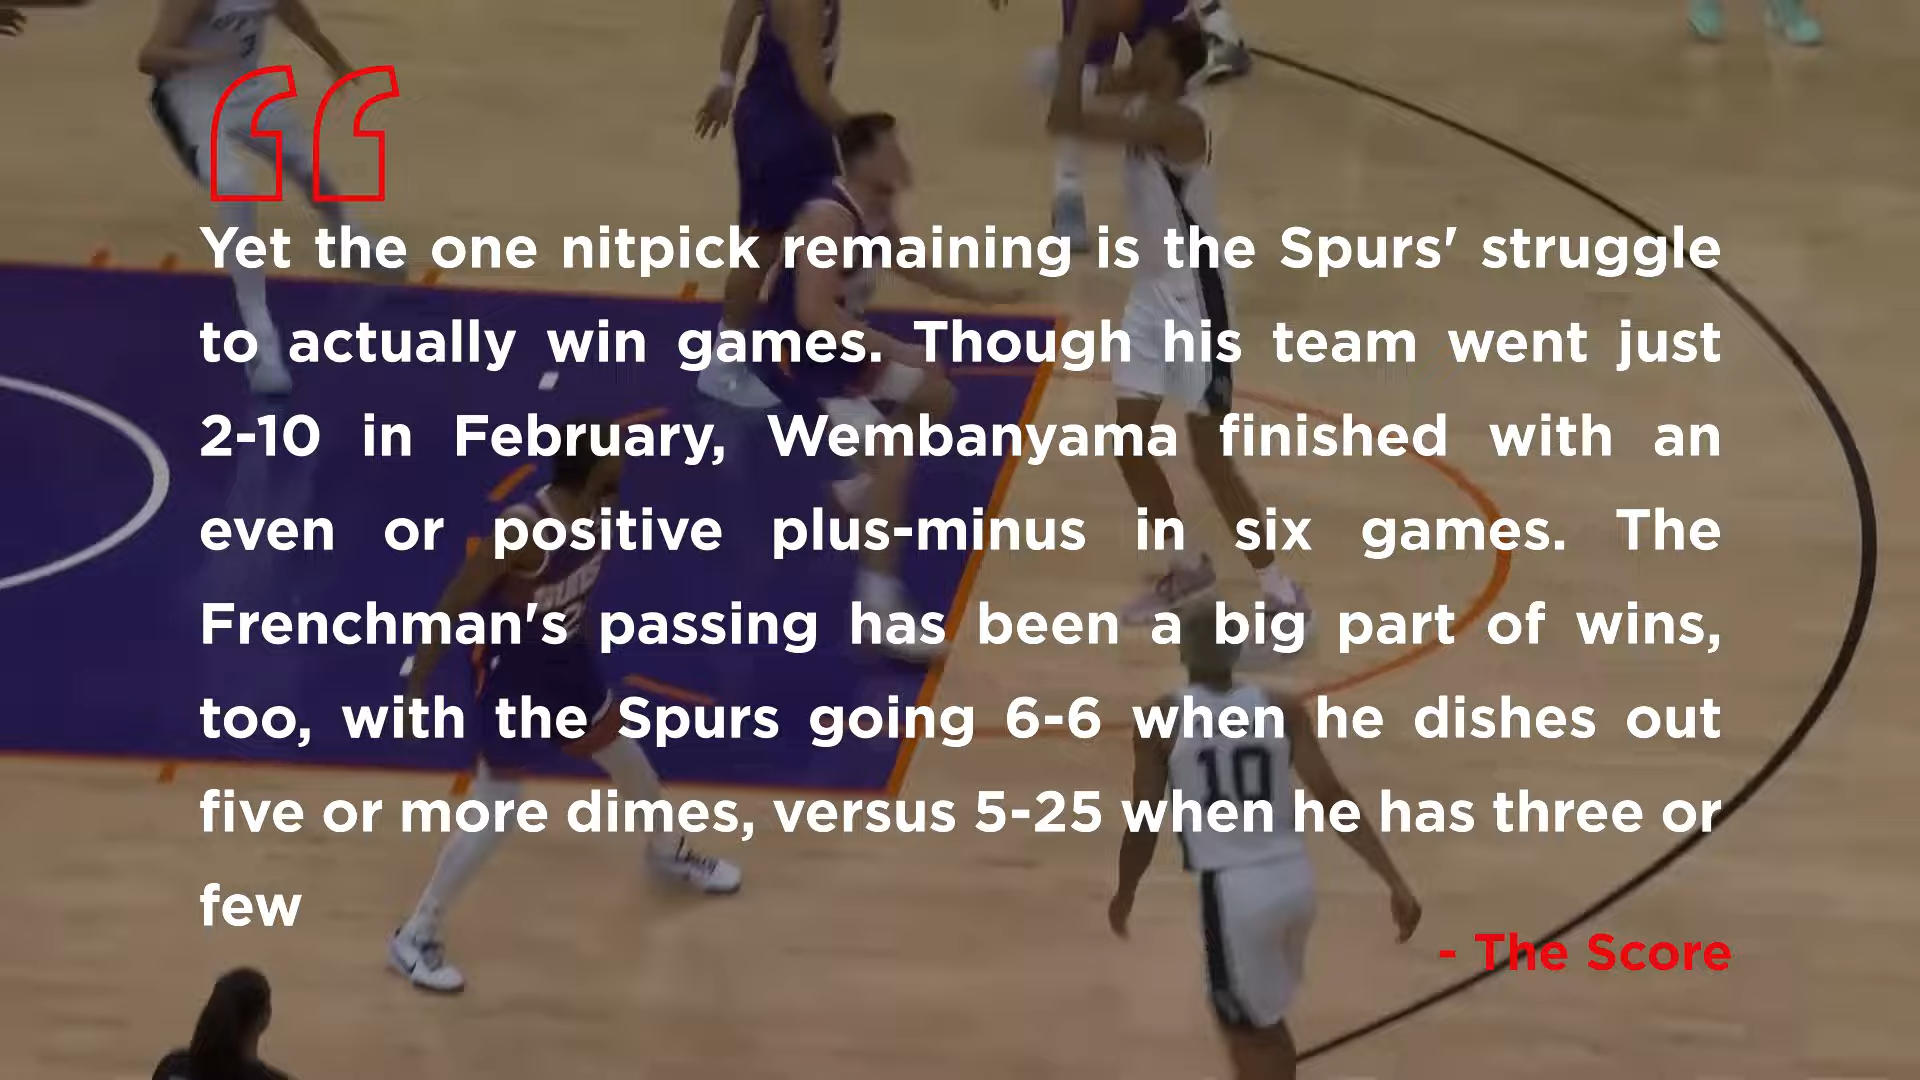 Yet the one nitpick remaining is the Spurs' struggle
to actually win games. Though his team went just
2-10 in February, Wembanyama finished with an
even or positive plus-minus in six games. The
Frenchman's passing has been a big part of wins,
too, with the Spurs going 6-6 when he dishes out
five or more dimes, versus 5-25 when he has three or
few
- The Score
10